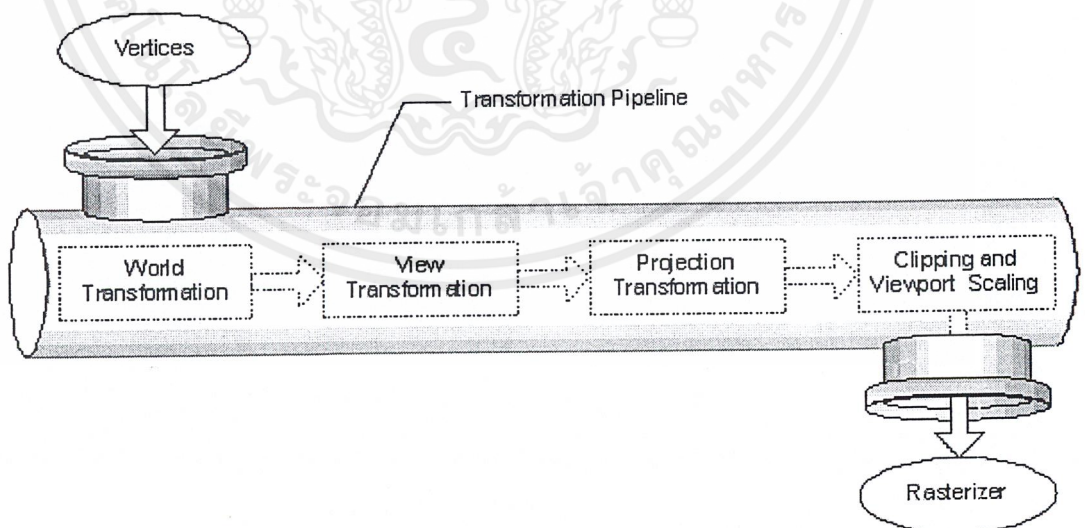 Vertices
Transformation Pipeline
World
Transformation
View
Transformation
Projection
Transformation
Clipping and
Viewport Scaling
Rasterizer